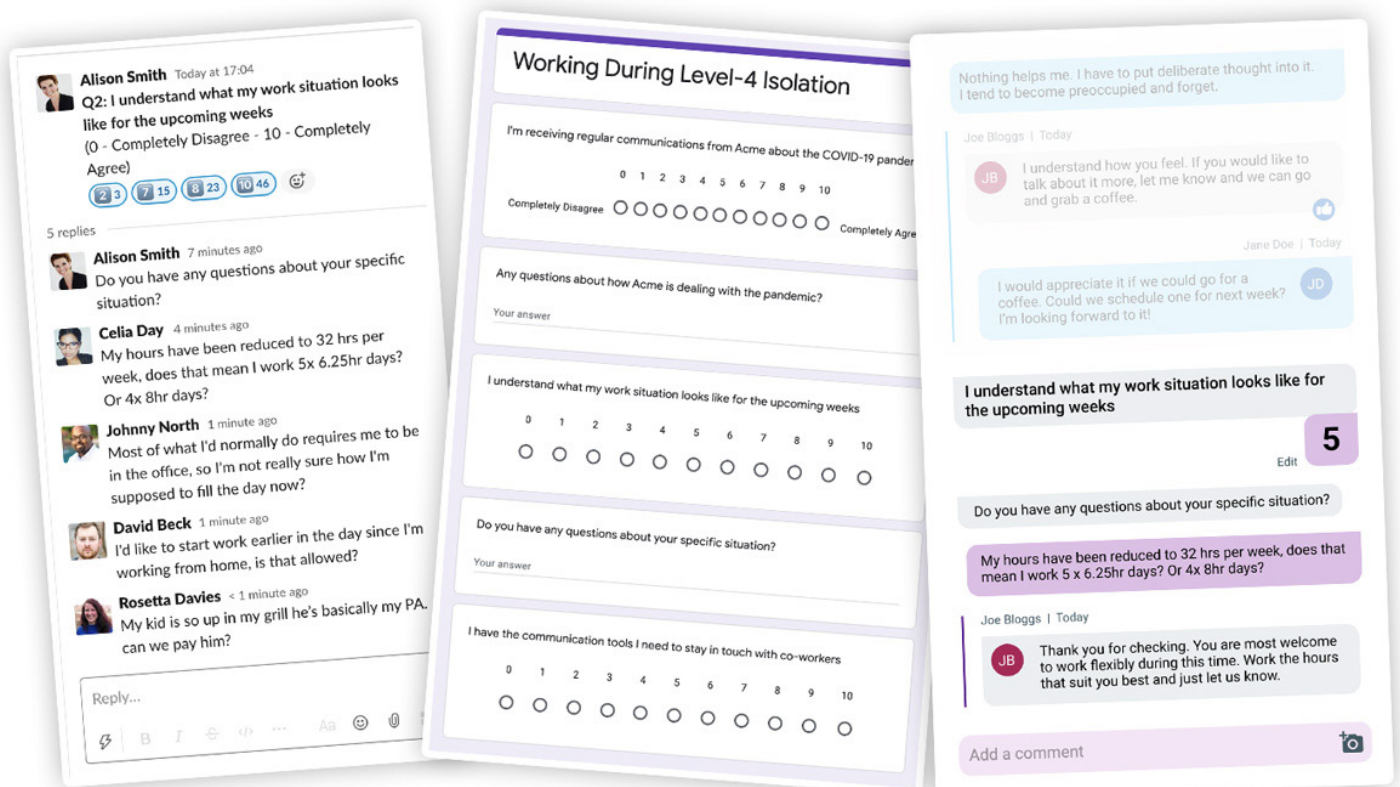 Alison Smith Today at 17:04
Q2: I understand what my work situation looks
like for the upcoming weeks
(0 - Completely Disagree - 10 - Completely
Agree)
2 3 7 15 8 23 10 46
5 replies
Alison Smith 7 minutes ago
Do you have any questions about your specific
situation?
Celia Day 4 minutes ago
My hours have been reduced to 32 hrs per
week, does that mean I work 5x 6.25hr days?
Or 4x 8hr days?
Johnny North 1 minute ago
Most of what I'd normally do requires me to be
in the office, so I'm not really sure how I'm
supposed to fill the day now?
David Beck 1 minute ago
I'd like to start work earlier in the day since I'm
working from home, is that allowed?
Rosetta Davies < 1 minute ago
My kid is so up in my grill he's basically my PA.
can we pay him?
Reply...
B I S </> ... Aa
Working During Level-4 Isolation
I'm receiving regular communications from Acme about the COVID-19 pander
0 1 2 3 4 5 6 7 8 9 10
Completely Disagree Completely Agre
Any questions about how Acme is dealing with the pandemic?
Your answer
I understand what my work situation looks like for the upcoming weeks
0 1 2 3 4 5 6 7 8 9 10
Do you have any questions about your specific situation?
Your answer
I have the communication tools I need to stay in touch with co-workers
0 1 2 3 4 5 6 7 8 9 10
Nothing helps me. I have to put deliberate thought into it.
I tend to become preoccupied and forget.
Joe Bloggs | Today
JB
I understand how you feel. If you would like to
talk about it more, let me know and we can go
and grab a coffee.
Jane Doe | Today
I would appreciate it if we could go for a
coffee. Could we schedule one for next week?
I'm looking forward to it!
JD
I understand what my work situation looks like for
the upcoming weeks
5
Edit
Do you have any questions about your specific situation?
My hours have been reduced to 32 hrs per week, does that
mean I work 5 x 6.25hr days? Or 4x 8hr days?
Joe Bloggs | Today
JB
Thank you for checking. You are most welcome
to work flexibly during this time. Work the hours
that suit you best and just let us know.
Add a comment